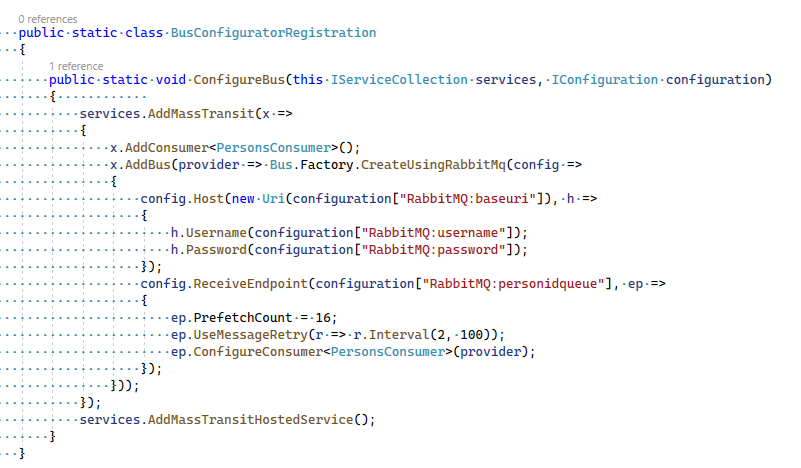 0 references
public static class BusConfiguratorRegistration
{
1 reference
public static void ConfigureBus(this IServiceCollection services, IConfiguration configuration)
{
services.AddMassTransit(x =>
{
x.AddConsumer<PersonsConsumer>();
x.AddBus(provider => Bus.Factory.CreateUsingRabbitMq(config =>
{
config.Host(new Uri(configuration["RabbitMQ:baseuri"]), h =>
{
h.Username(configuration["RabbitMQ:username"]);
h.Password(configuration["RabbitMQ:password"]);
});
config.ReceiveEndpoint(configuration["RabbitMQ:personidqueue"], ep =>
{
ep.PrefetchCount = 16;
ep.UseMessageRetry(r => r.Interval(2, 100));
ep.ConfigureConsumer<PersonsConsumer>(provider);
});
}));
});
services.AddMassTransitHostedService();
}
}